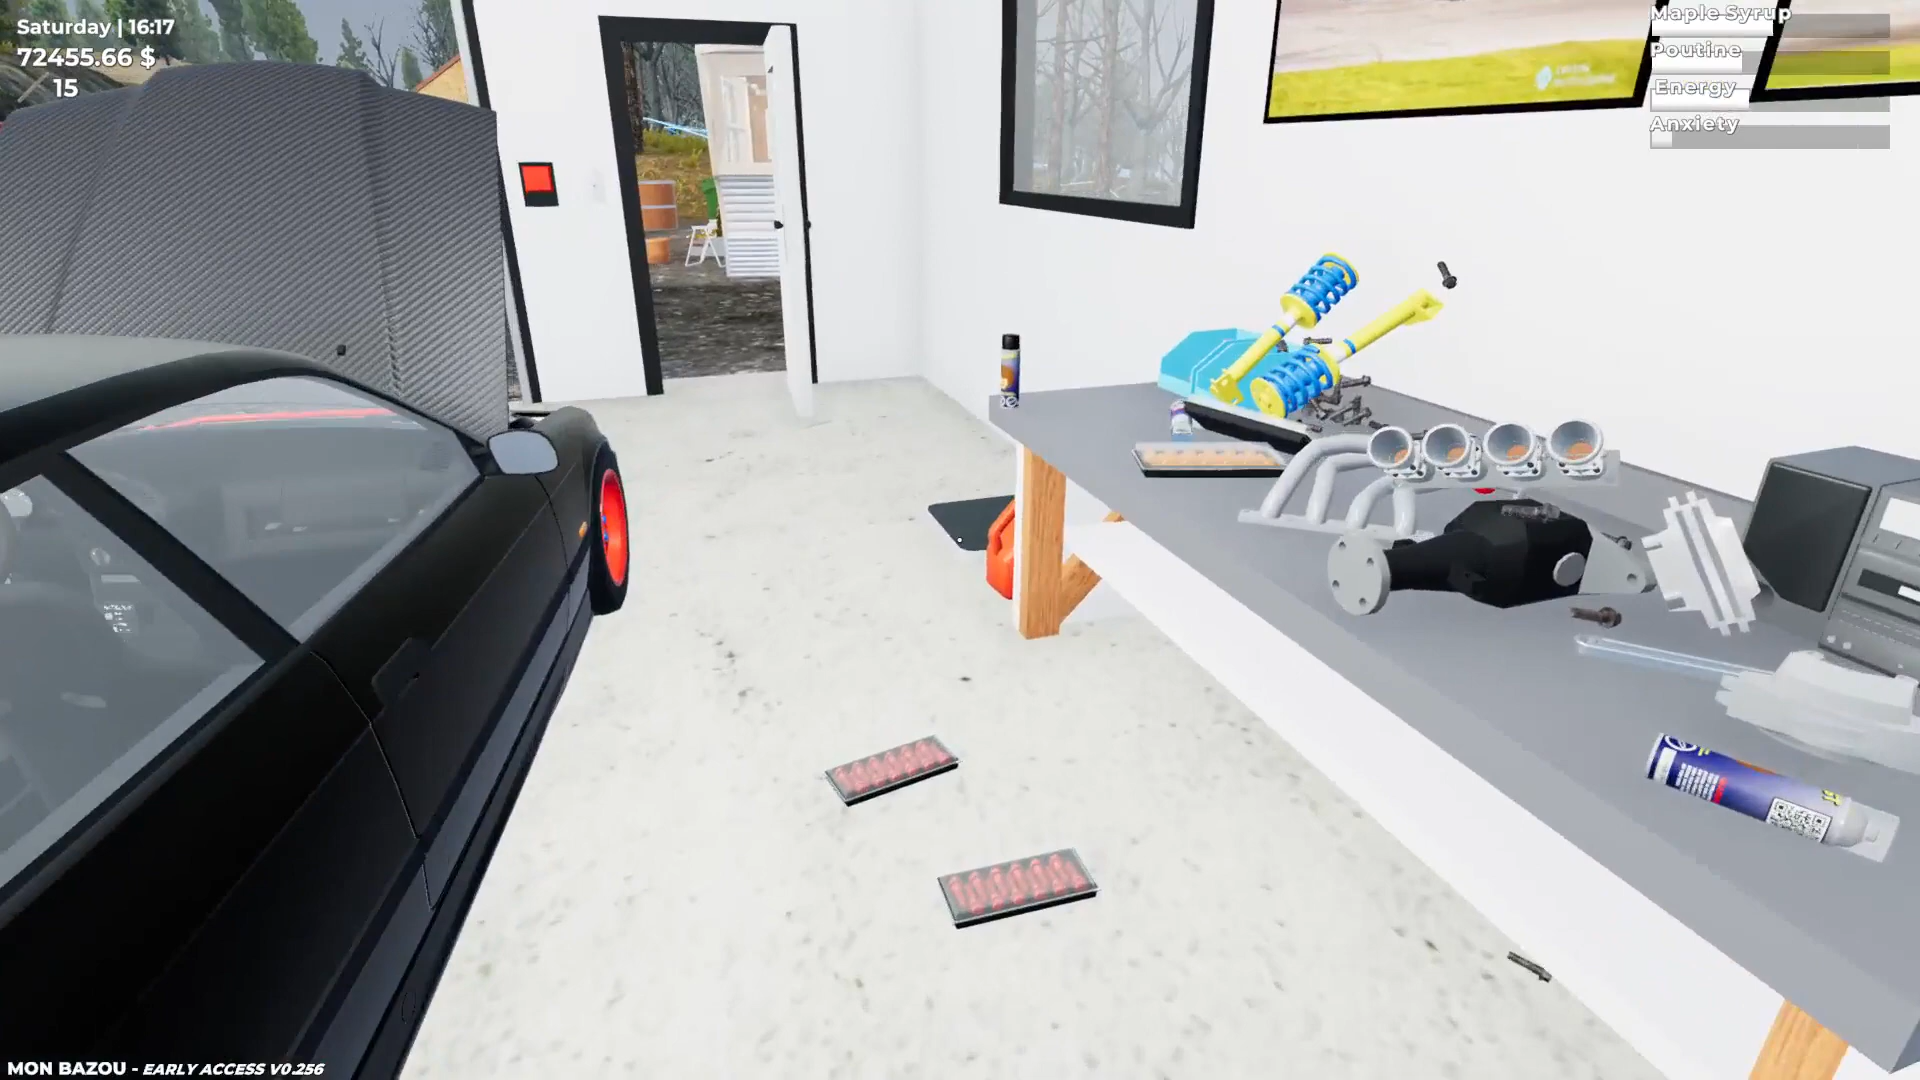 Saturday | 16:17
72455.66 $
15
Maple Syrup
Poutine
Energy
Anxiety
MON BAZOU - EARLY ACCESS V0.256